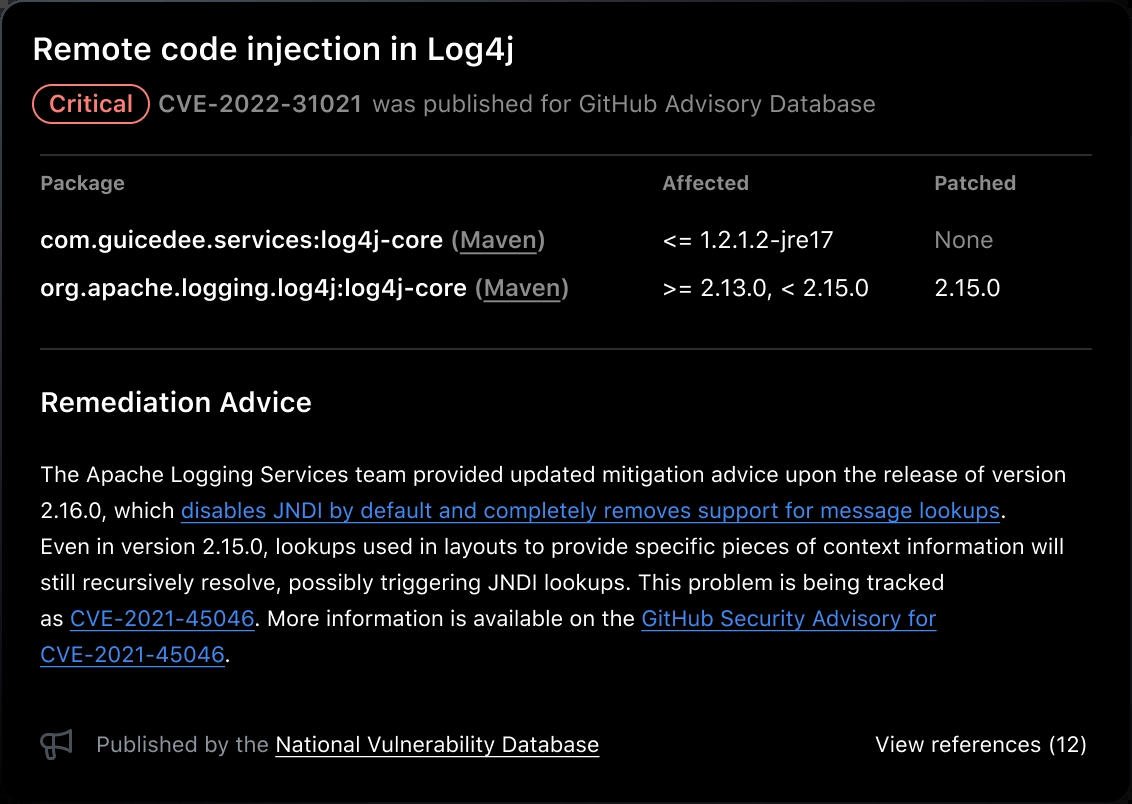 Remote code injection in Log4j
Critical CVE-2022-31021 was published for GitHub Advisory Database
Package Affected Patched
com.guicedee.services:log4j-core (Maven) <= 1.2.1.2-jre17 None
org.apache.logging.log4j:log4j-core (Maven) >= 2.13.0, < 2.15.0 2.15.0
Remediation Advice
The Apache Logging Services team provided updated mitigation advice upon the release of version
2.16.0, which disables JNDI by default and completely removes support for message lookups.
Even in version 2.15.0, lookups used in layouts to provide specific pieces of context information will
still recursively resolve, possibly triggering JNDI lookups. This problem is being tracked
as CVE-2021-45046. More information is available on the GitHub Security Advisory for
CVE-2021-45046.
Published by the National Vulnerability Database View references (12)